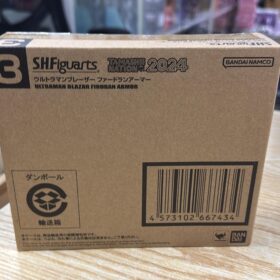 3
S.H.Figuarts
TAMASHII NATION 2024
BANDAI NAMCO
ウルトラマンブレーザー ファードランアーマー
ULTRAMAN BLAZAR FIRDRAN ARMOR
ダンボール
輸送箱
4 573102 667434
BANDAI